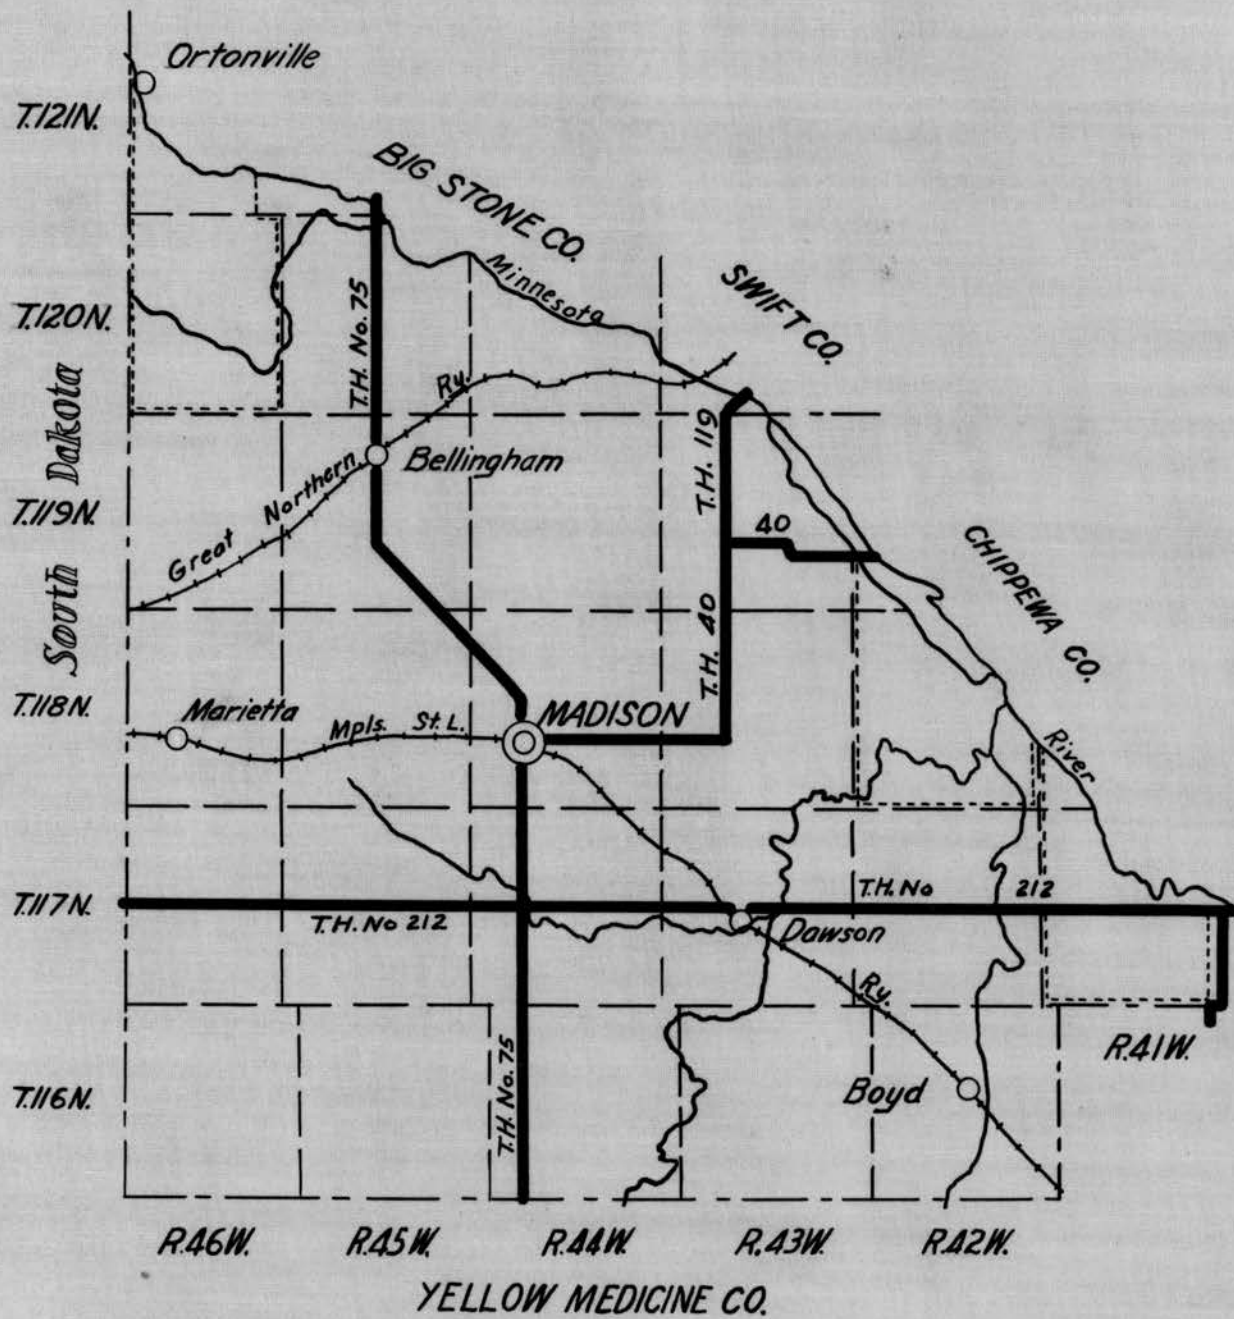 Ortonville
T.121N.
BIG STONE CO.
Minnesota
SWIFT CO.
T.120N.
T.H. No. 75
Ry.
South Dakota
T.H. 119
Bellingham
Great Northern
T.119N.
40
CHIPPEWA CO.
T.H. 40
T.118N.
Marietta
Mpls. St. L.
MADISON
River
T.H. No
212
T.117N.
T.H. No 212
Dawson
Ry.
R.41W.
T.H. No. 75
Boyd
T.116N.
R.46W. R.45W. R.44W. R.43W. R.42W.
YELLOW MEDICINE CO.